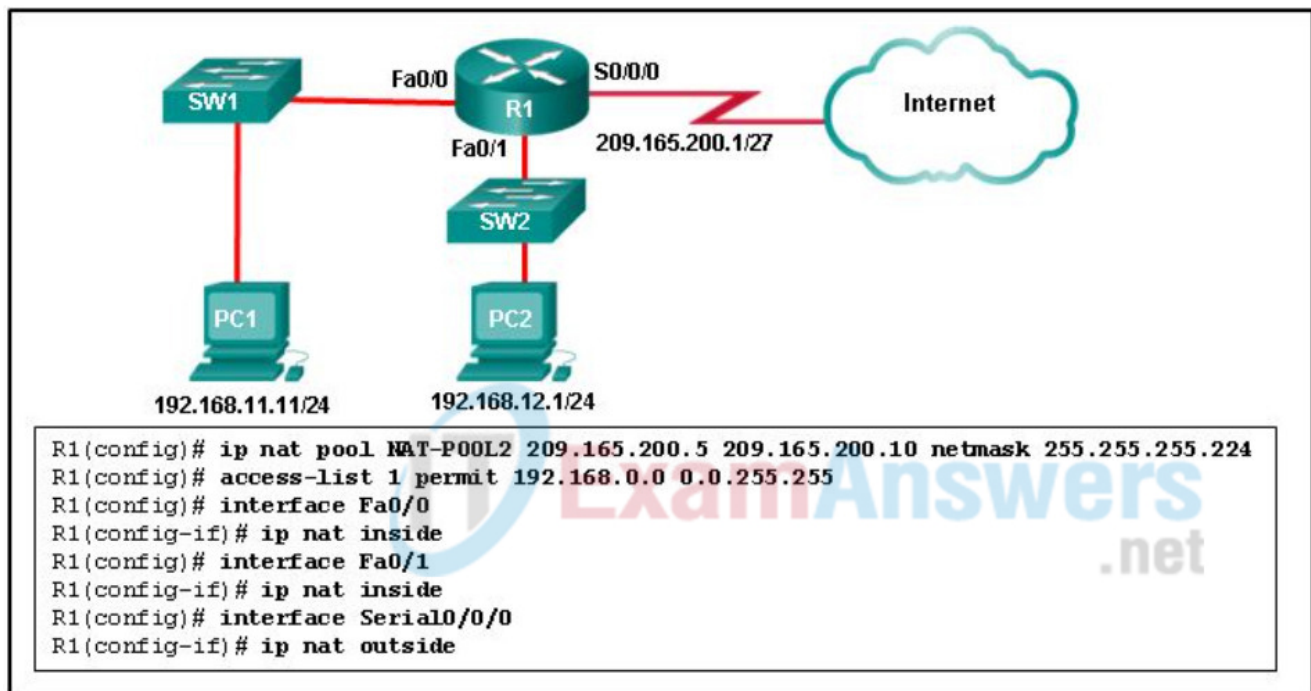 Fa0/0
S0/0/0
SW1
R1
Internet
Fa0/1
209.165.200.1/27
SW2
PC1
PC2
192.168.11.11/24
192.168.12.1/24
R1(config)# ip nat pool NAT-POOL2 209.165.200.5 209.165.200.10 netmask 255.255.255.224
R1(config)# access-list 1 permit 192.168.0.0 0.0.255.255
R1(config)# interface Fa0/0
R1(config-if)# ip nat inside
R1(config)# interface Fa0/1
R1(config-if)# ip nat inside
R1(config)# interface Serial0/0/0
R1(config-if)# ip nat outside
ITExamAnswers
.net